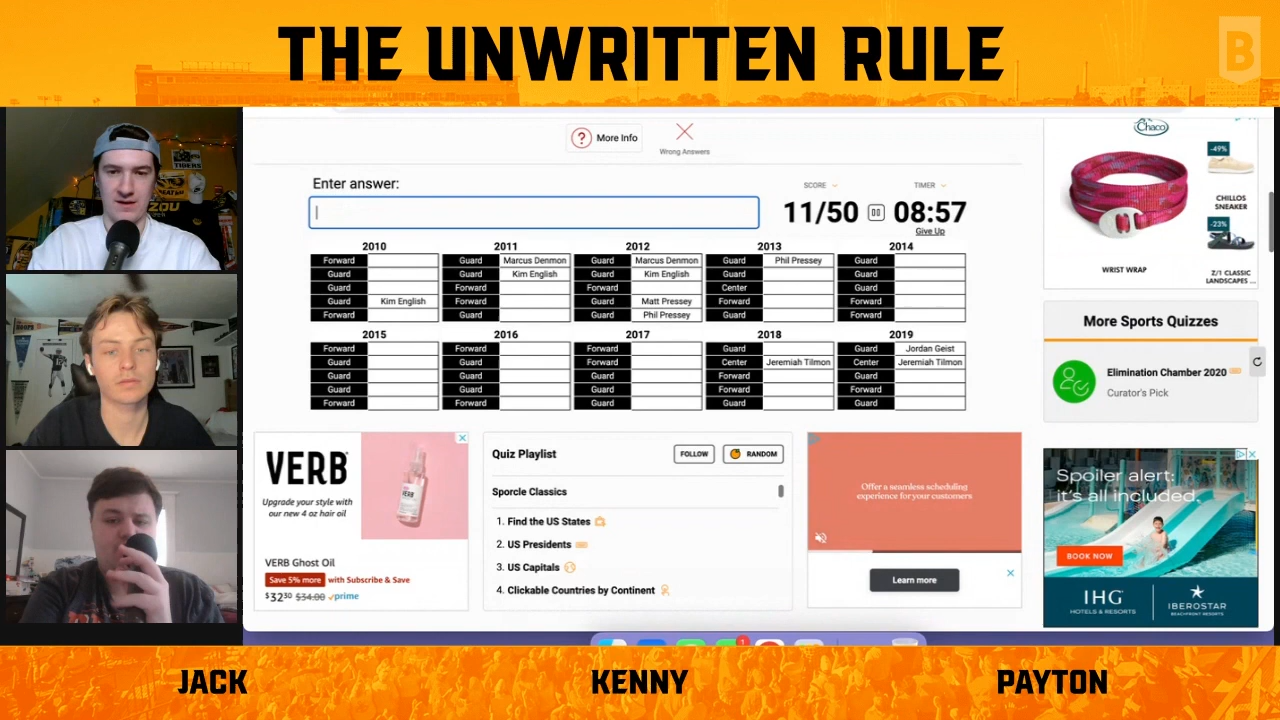 THE UNWRITTEN RULE
B
More Info
Wrong Answers
Enter answer:
SCORE
TIMER
11/50
08:57
Give Up
2010
Forward
Guard
Guard
Guard Kim English
Forward
2011
Guard Marcus Denmon
Guard Kim English
Forward
Forward
Forward
2012
Guard Marcus Denmon
Guard Kim English
Forward
Guard Matt Pressey
Guard Phil Pressey
2013
Guard Phil Pressey
Guard
Center
Forward
Forward
2014
Guard
Guard
Guard
Forward
Forward
2015
Forward
Guard
Guard
Guard
Forward
2016
Guard
Guard
Forward
Guard
Forward
2017
Forward
Forward
Guard
Guard
Guard
2018
Guard
Center Jeremiah Tilmon
Forward
Forward
Guard
2019
Guard Jordan Geist
Center Jeremiah Tilmon
Guard
Forward
Guard
Chaco
WRIST WRAP
-49%
CHILLOS
SNEAKER
-23%
Z/1 CLASSIC
LANDSCAPES ...
More Sports Quizzes
Elimination Chamber 2020
Curator's Pick
VERB
Upgrade your style with
our new 4 oz hair oil
VERB Ghost Oil
Save 5% more with Subscribe & Save
$32.30 $34.00 prime
Quiz Playlist
FOLLOW
RANDOM
Sporcle Classics
1. Find the US States
2. US Presidents
3. US Capitals
4. Clickable Countries by Continent
Offer a seamless scheduling
experience for your customers
Learn more
Spoiler alert:
it's all included.
BOOK NOW
IHG
HOTELS & RESORTS
IBEROSTAR
BEACHFRONT RESORTS
TIGERS
ZOU
JACK
KENNY
PAYTON